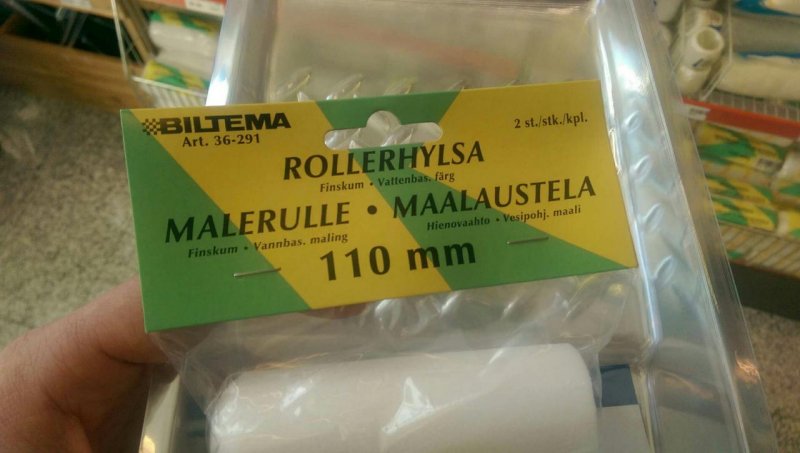 BILTEMA
Art. 36-291
2 st./stk./kpl.
ROLLERHYLSA
Finskum • Vattenbas. färg
MALERULLE • MAALAUSTELA
Finskum • Vannbas. maling
Hienovaahto • Vesipohj. maali
110 mm